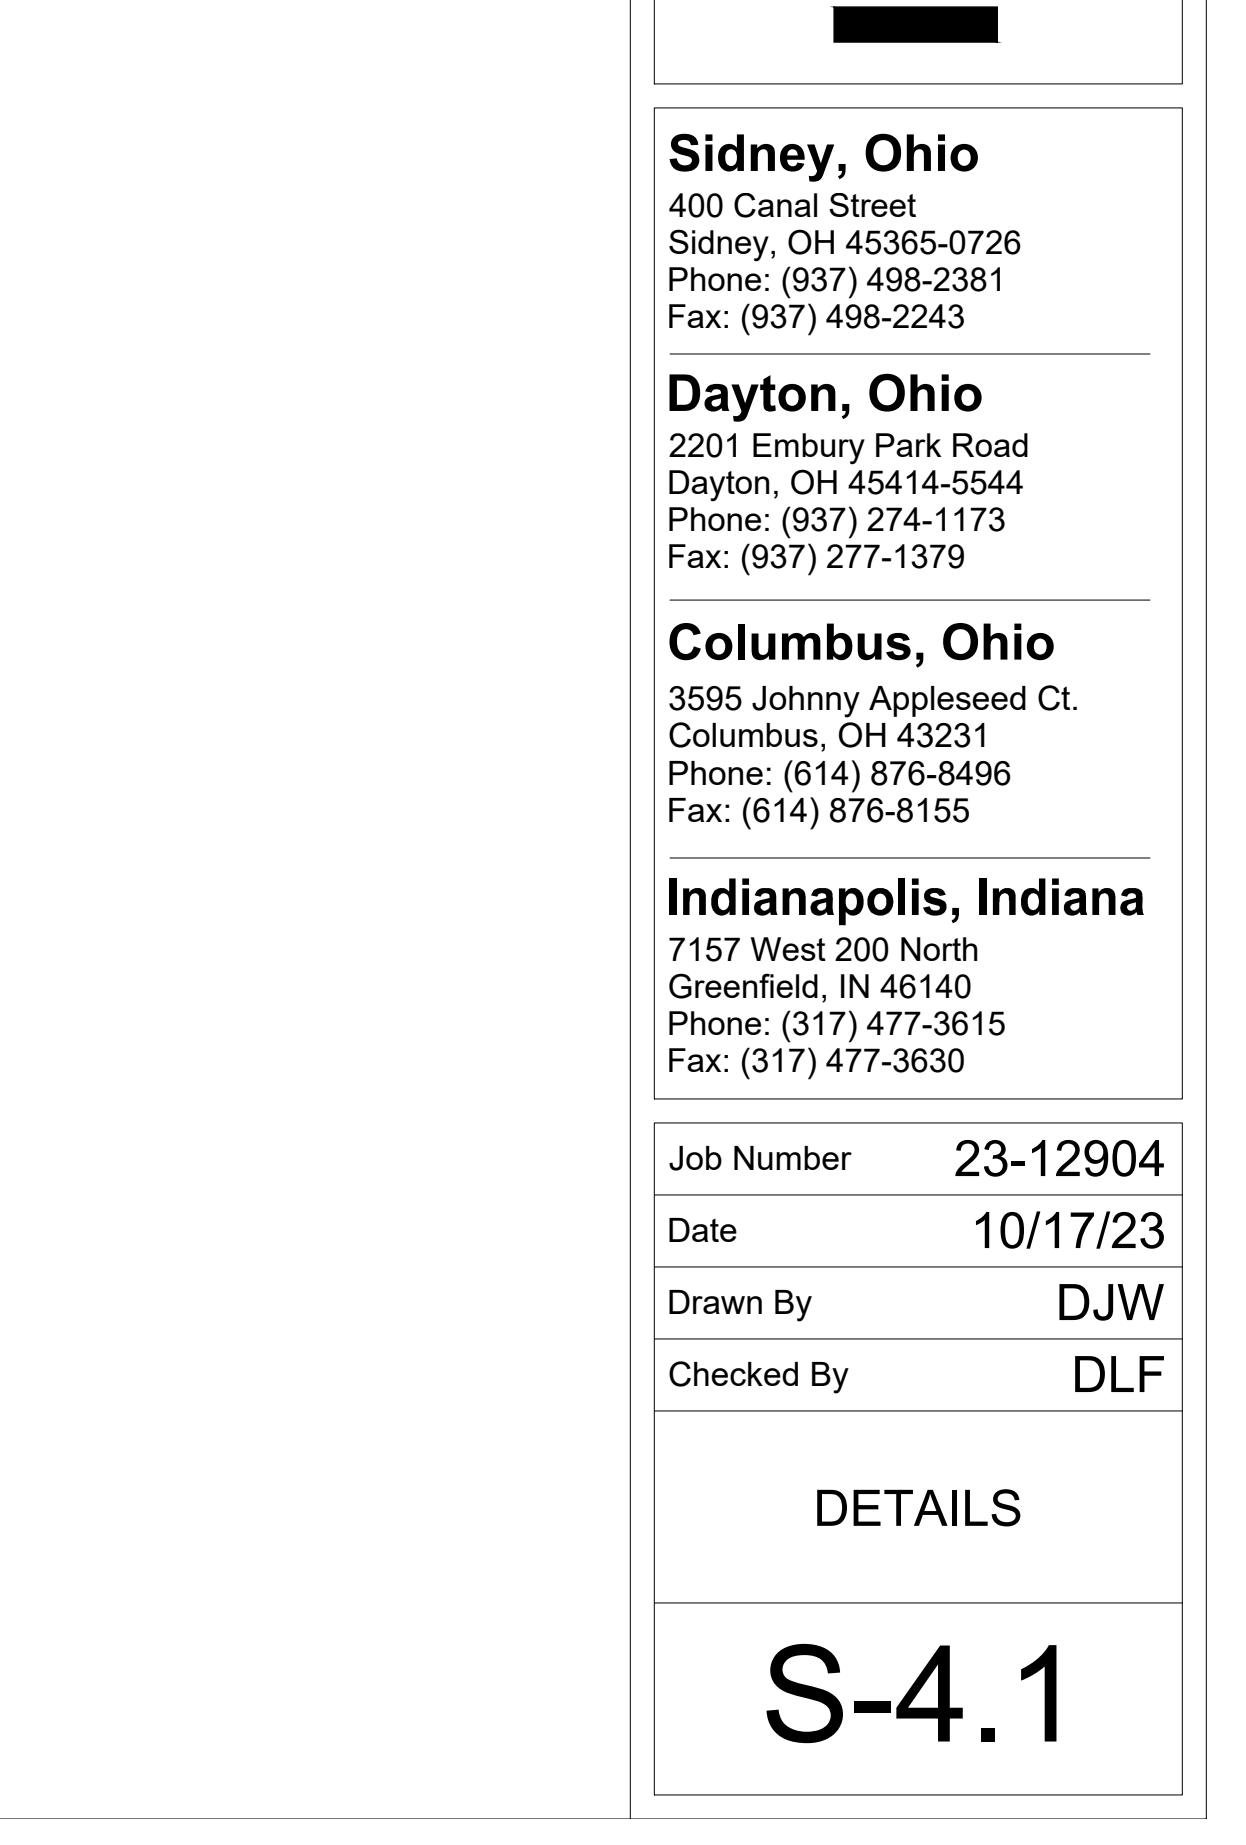 Sidney, Ohio
400 Canal Street
Sidney, OH 45365-0726
Phone: (937) 498-2381
Fax: (937) 498-2243
Dayton, Ohio
2201 Embury Park Road
Dayton, OH 45414-5544
Phone: (937) 274-1173
Fax: (937) 277-1379
Columbus, Ohio
3595 Johnny Appleseed Ct.
Columbus, OH 43231
Phone: (614) 876-8496
Fax: (614) 876-8155
Indianapolis, Indiana
7157 West 200 North
Greenfield, IN 46140
Phone: (317) 477-3615
Fax: (317) 477-3630
Job Number 23-12904
Date 10/17/23
Drawn By DJW
Checked By DLF
DETAILS
S-4.1